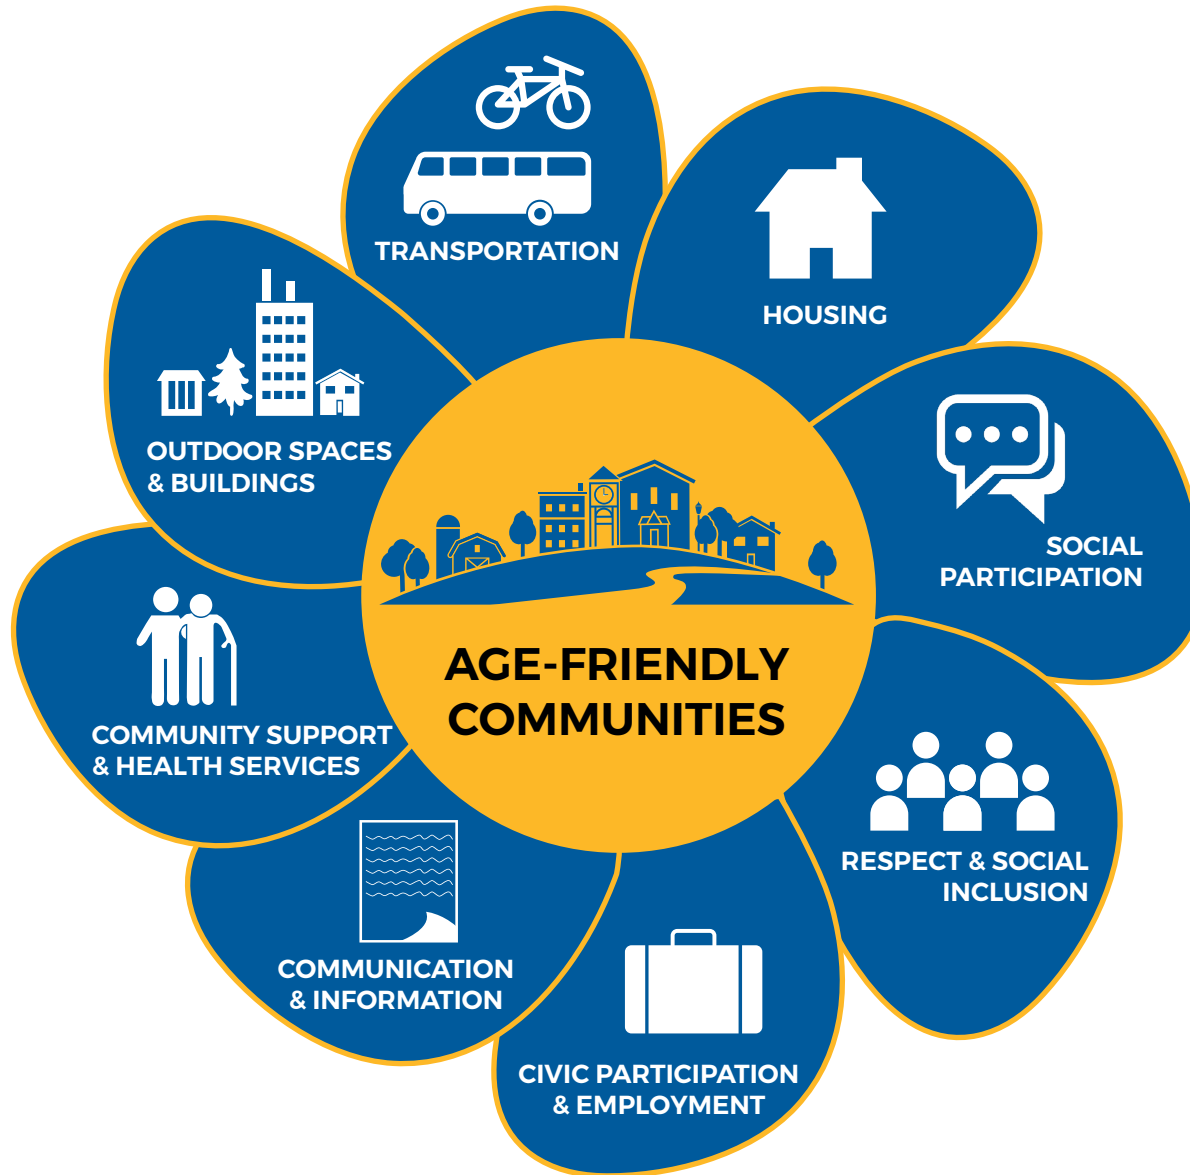 TRANSPORTATION
HOUSING
SOCIAL
PARTICIPATION
RESPECT & SOCIAL
INCLUSION
CIVIC PARTICIPATION
& EMPLOYMENT
COMMUNICATION
& INFORMATION
COMMUNITY SUPPORT
& HEALTH SERVICES
OUTDOOR SPACES
& BUILDINGS
AGE-FRIENDLY
COMMUNITIES